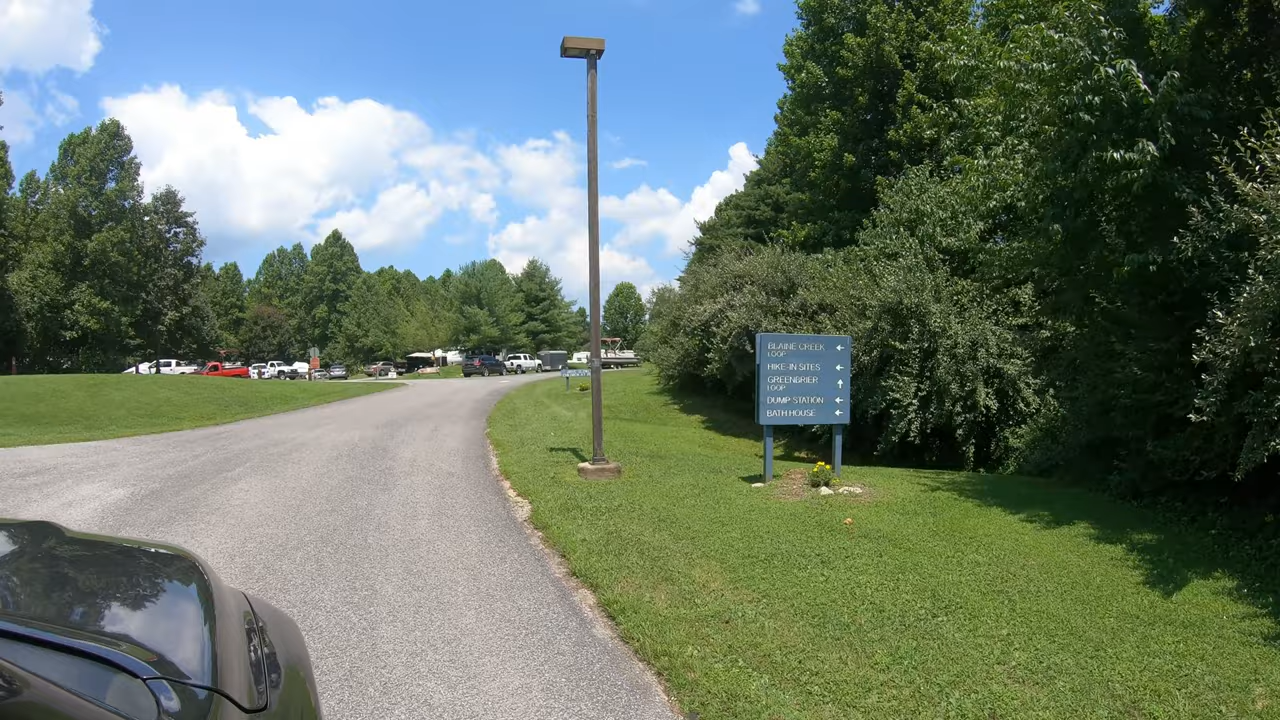 BLAINE CREEK ←
LOOP
HIKE-IN SITES ←
GREENBRIER ↑
LOOP
DUMP STATION ←
BATH HOUSE ←